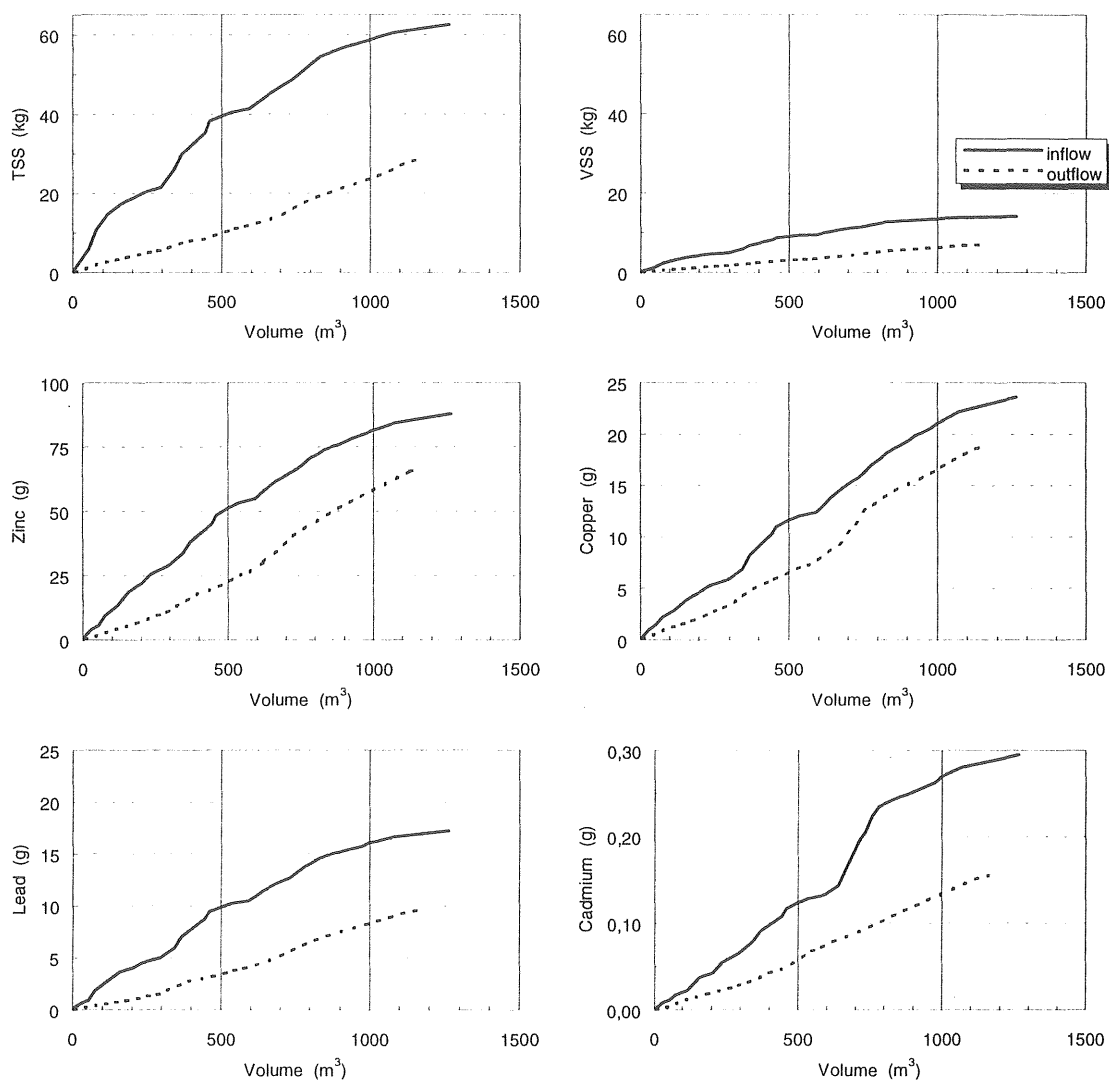 60
40
20
0
TSS (kg)
0 500 1000 1500
Volume (m³)
60
40
20
0
VSS (kg)
inflow
outflow
0 500 1000 1500
Volume (m³)
100
75
50
25
0
Zinc (g)
0 500 1000 1500
Volume (m³)
25
20
15
10
5
0
Copper (g)
0 500 1000 1500
Volume (m³)
25
20
15
10
5
0
Lead (g)
0 500 1000 1500
Volume (m³)
0,30
0,20
0,10
0,00
Cadmium (g)
0 500 1000 1500
Volume (m³)